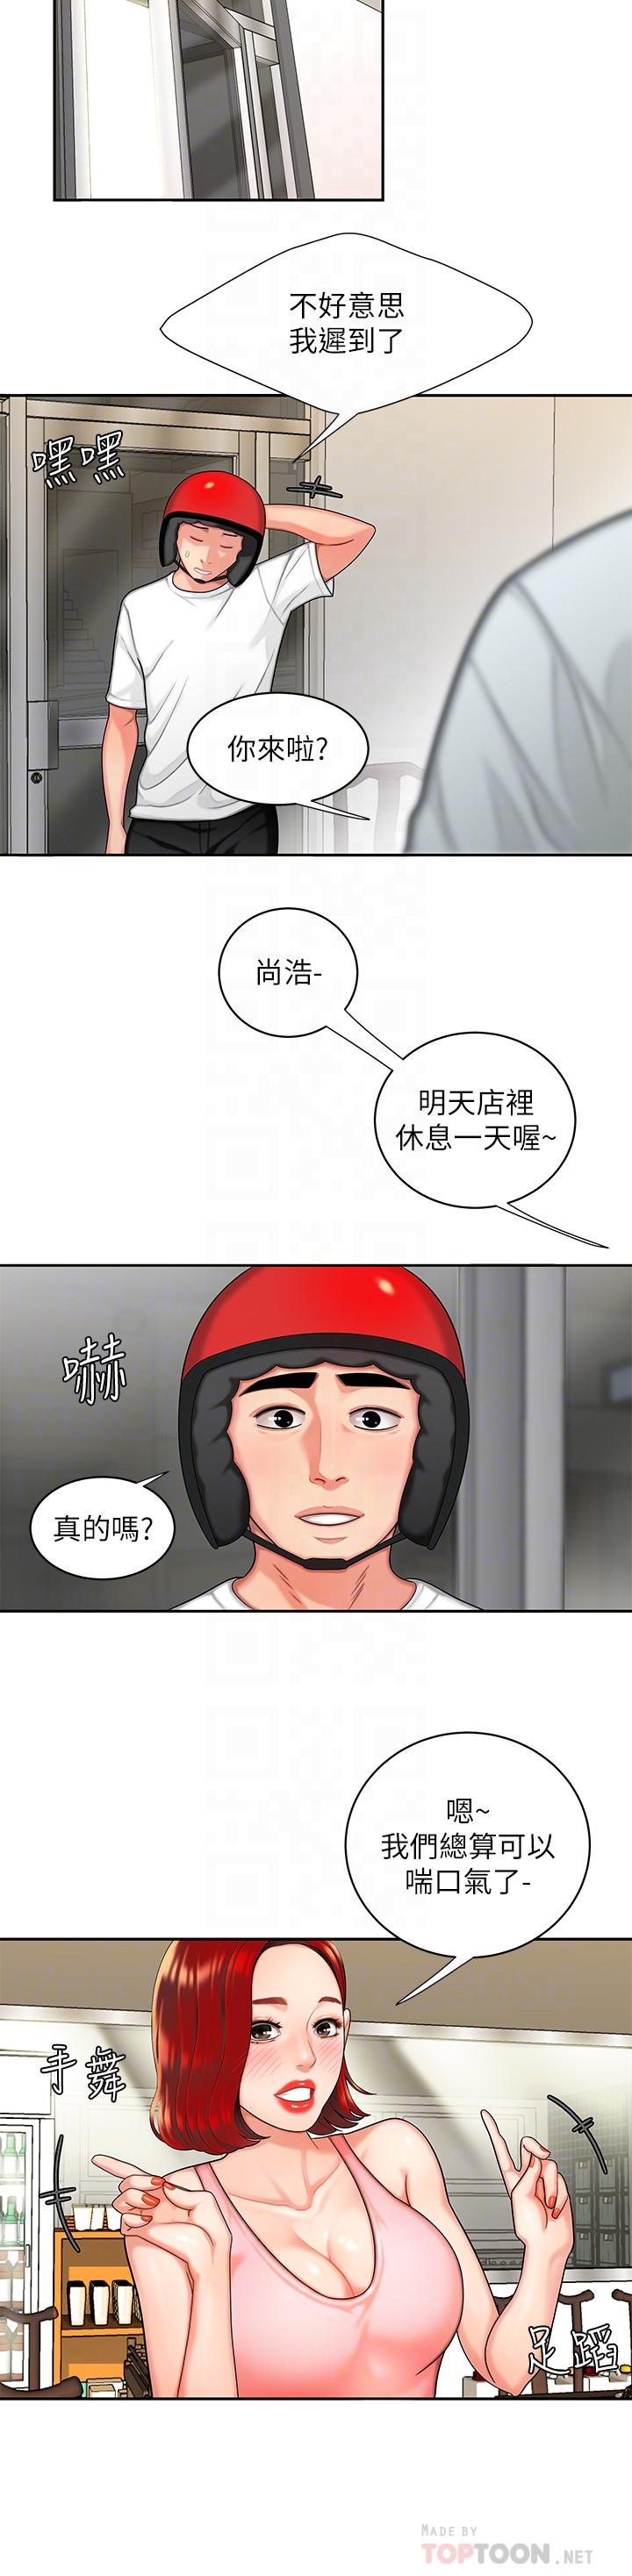 不好意思
我遲到了
嘿嘿
你來啦?
尚浩-
明天店裡
休息一天喔~
嚇
真的嗎?
嗯~
我們總算可以
喘口氣了-
手舞
足蹈
MADE BY
TOPTOON.NET